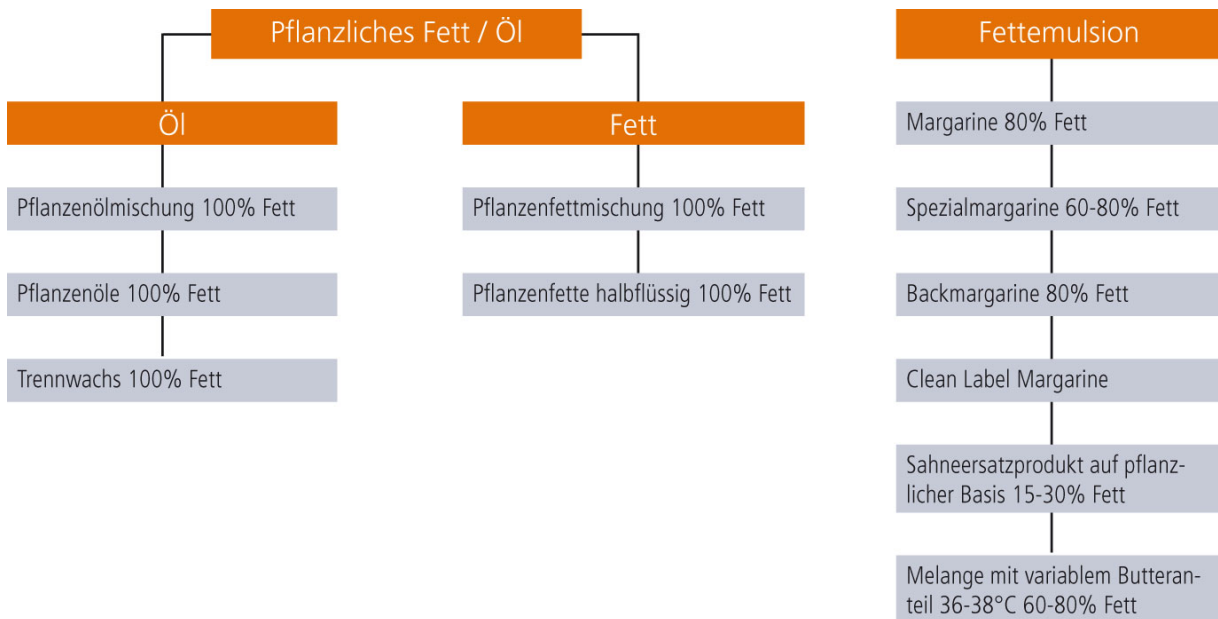 Pflanzliches Fett / Öl
Öl
Pflanzenölmischung 100% Fett
Pflanzenöle 100% Fett
Trennwachs 100% Fett
Fett
Pflanzenfettmischung 100% Fett
Pflanzenfette halbflüssig 100% Fett
Fettemulsion
Margarine 80% Fett
Spezialmargarine 60-80% Fett
Backmargarine 80% Fett
Clean Label Margarine
Sahneersatzprodukt auf pflanz-
licher Basis 15-30% Fett
Melange mit variablem Butteran-
teil 36-38°C 60-80% Fett